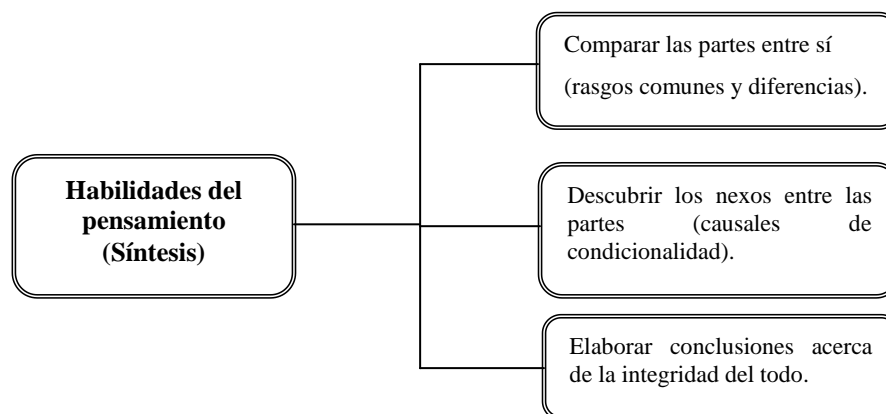 Habilidades del
pensamiento
(Síntesis)
Comparar las partes entre sí
(rasgos comunes y diferencias).
Descubrir los nexos entre las
partes (causales de
condicionalidad).
Elaborar conclusiones acerca
de la integridad del todo.